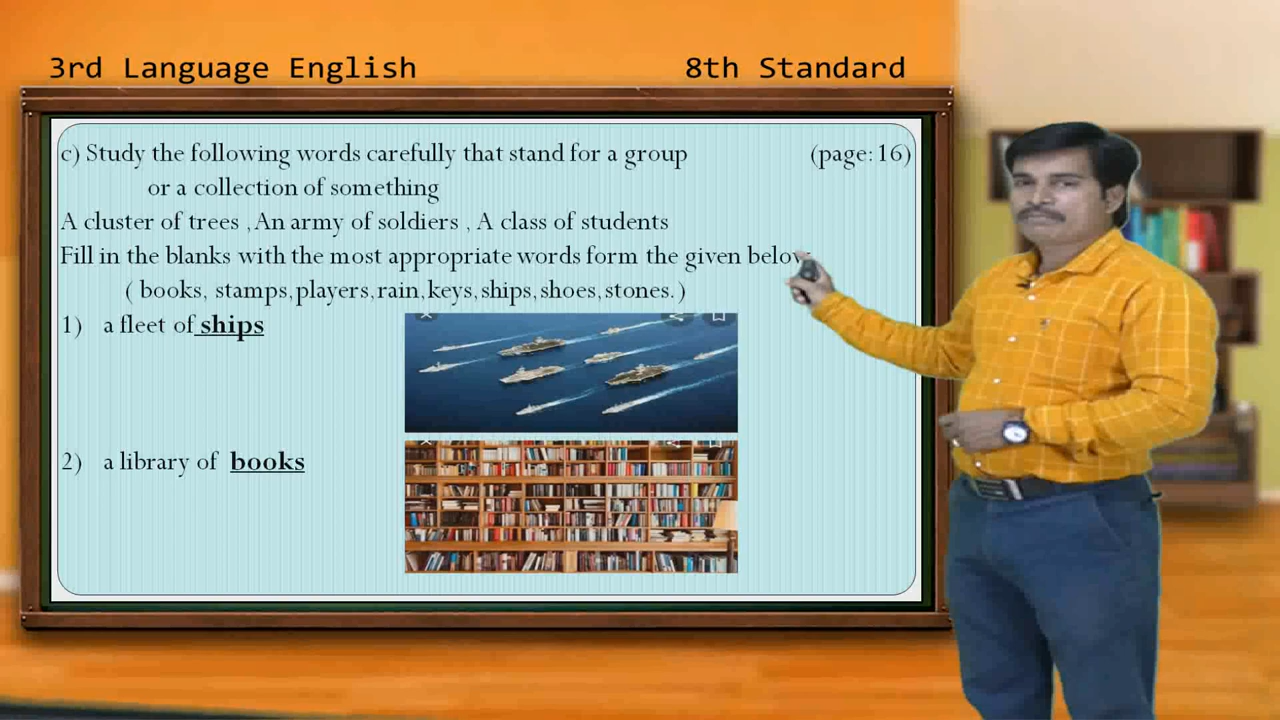 3rd Language English 8th Standard
c) Study the following words carefully that stand for a group (page:16)
or a collection of something
A cluster of trees ,An army of soldiers , A class of students
Fill in the blanks with the most appropriate words form the given below
( books, stamps,players,rain,keys,ships,shoes,stones.)
1) a fleet of ships
2) a library of books